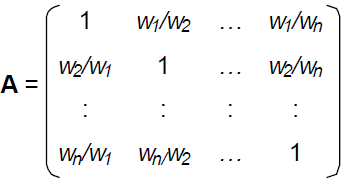 1 w1/w2 ... w1/wn
w2/w1 1 ... w2/wn
A =
: : : :
wn/w1 wn/w2 ... 1